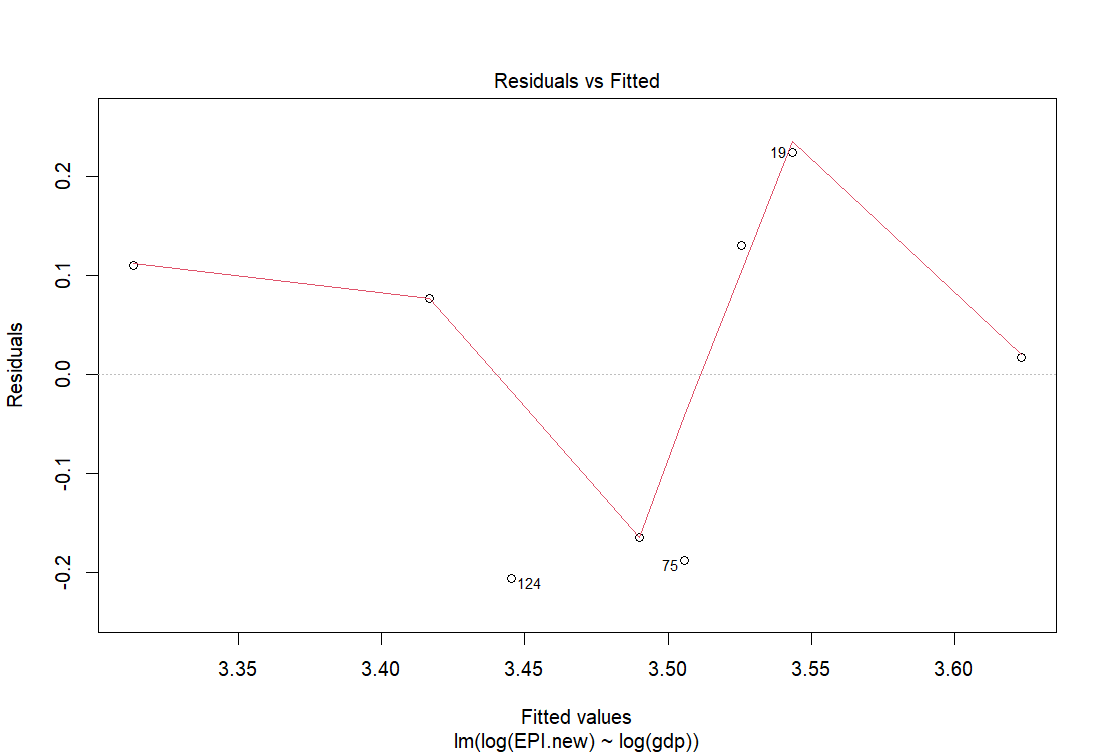 Residuals vs Fitted
Residuals
0.2
0.1
0.0
-0.1
-0.2
19
75
124
3.35 3.40 3.45 3.50 3.55 3.60
Fitted values
lm(log(EPI.new) ~ log(gdp))